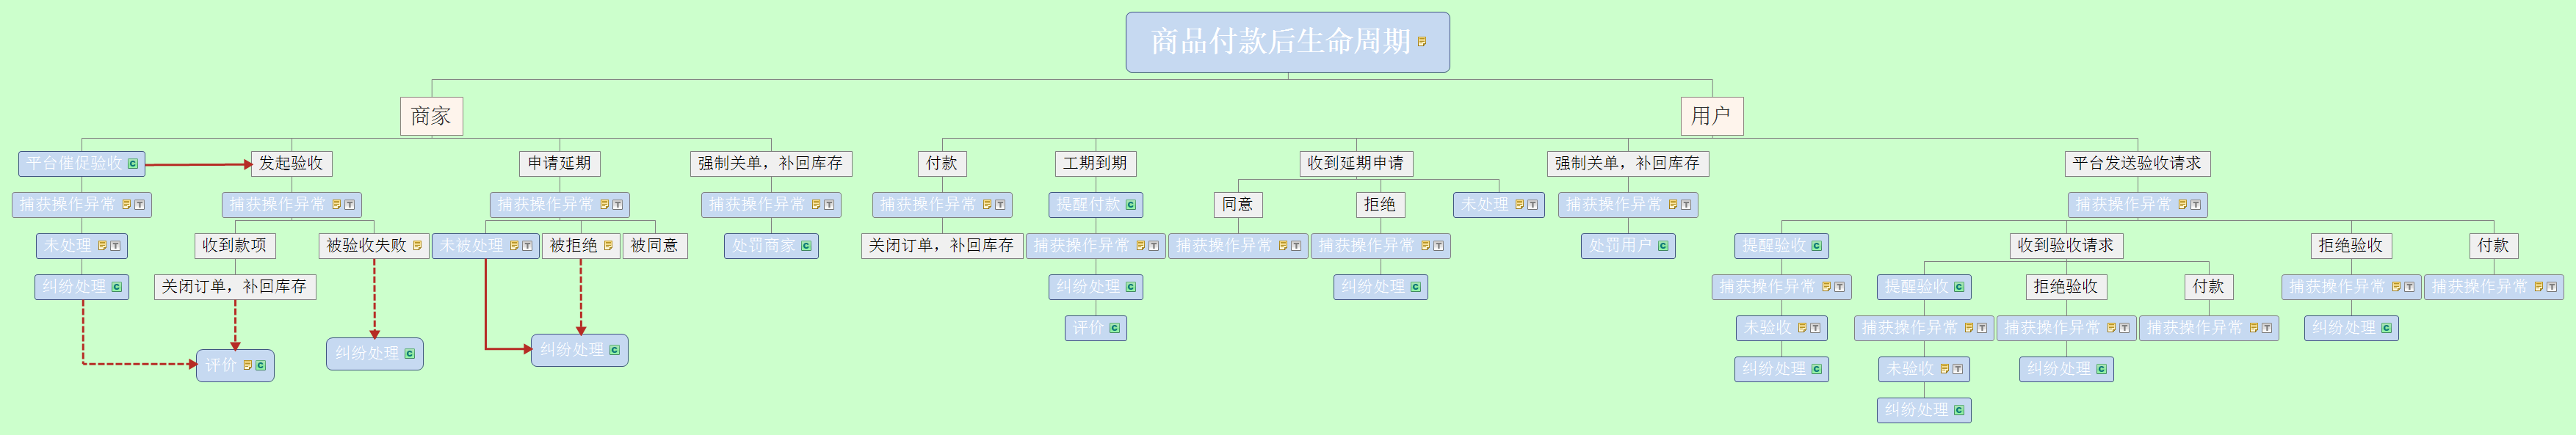 商品付款后生命周期
商家
用户
平台催促验收
发起验收
申请延期
强制关单，补回库存
付款
工期到期
收到延期申请
强制关单，补回库存
平台发送验收请求
捕获操作异常
捕获操作异常
捕获操作异常
捕获操作异常
捕获操作异常
提醒付款
同意
拒绝
未处理
捕获操作异常
捕获操作异常
未处理
收到款项
被验收失败
未被处理
被拒绝
被同意
处罚商家
关闭订单，补回库存
捕获操作异常
捕获操作异常
捕获操作异常
处罚用户
提醒验收
收到验收请求
拒绝验收
付款
纠纷处理
关闭订单，补回库存
纠纷处理
纠纷处理
捕获操作异常
提醒验收
拒绝验收
付款
捕获操作异常
捕获操作异常
评价
未验收
捕获操作异常
捕获操作异常
捕获操作异常
纠纷处理
评价
纠纷处理
纠纷处理
纠纷处理
未验收
纠纷处理
纠纷处理